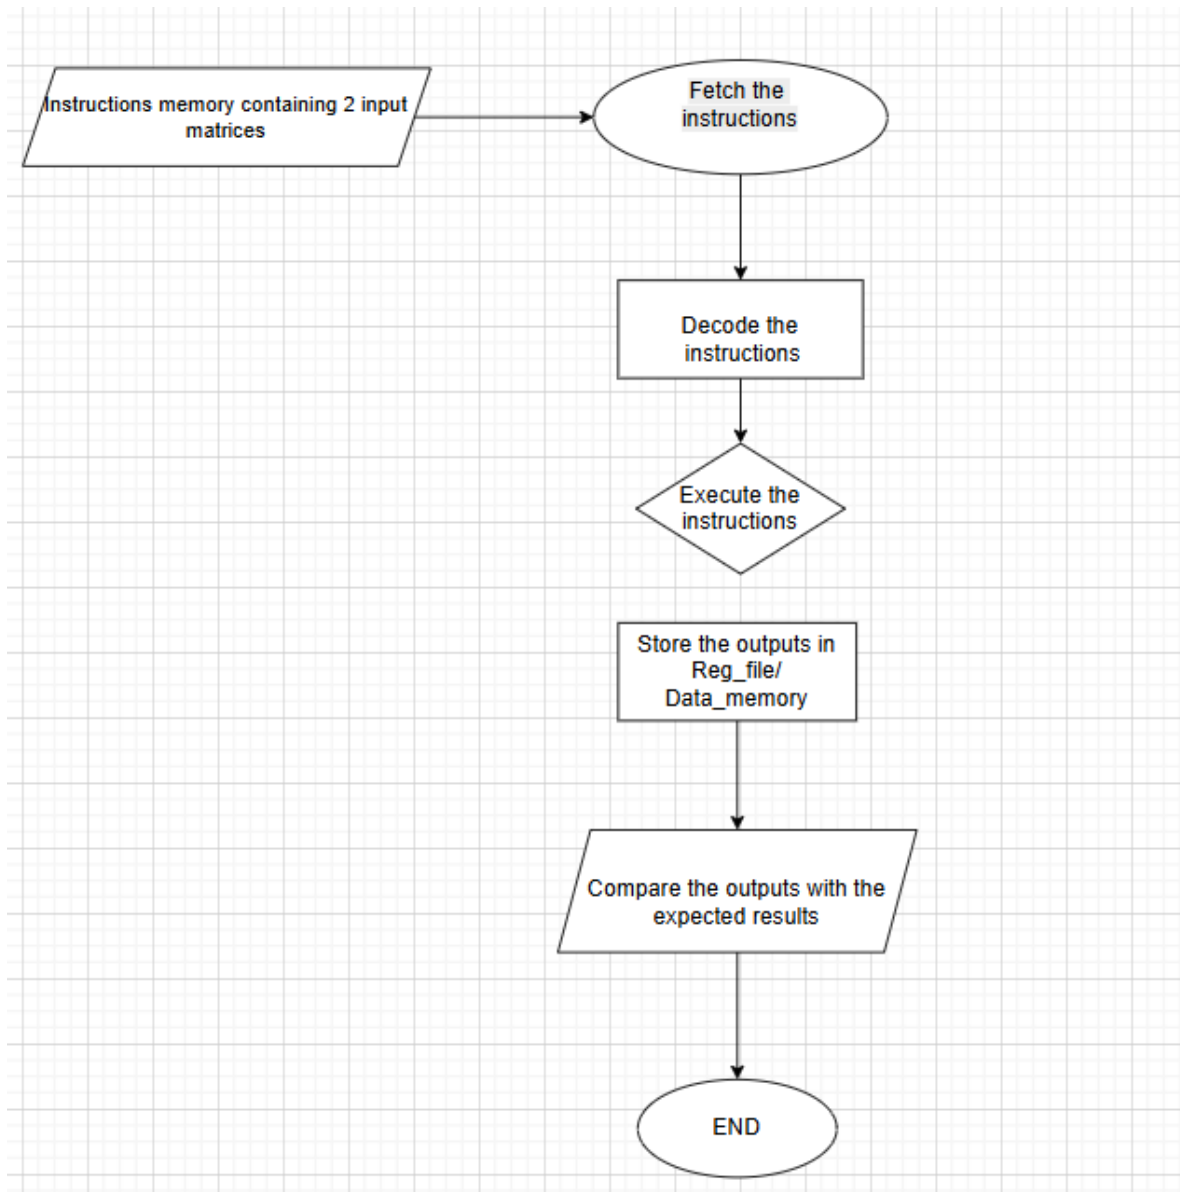 Instructions memory containing 2 input
matrices
Fetch the
instructions
Decode the
instructions
Execute the
instructions
Store the outputs in
Reg_file/
Data_memory
Compare the outputs with the
expected results
END